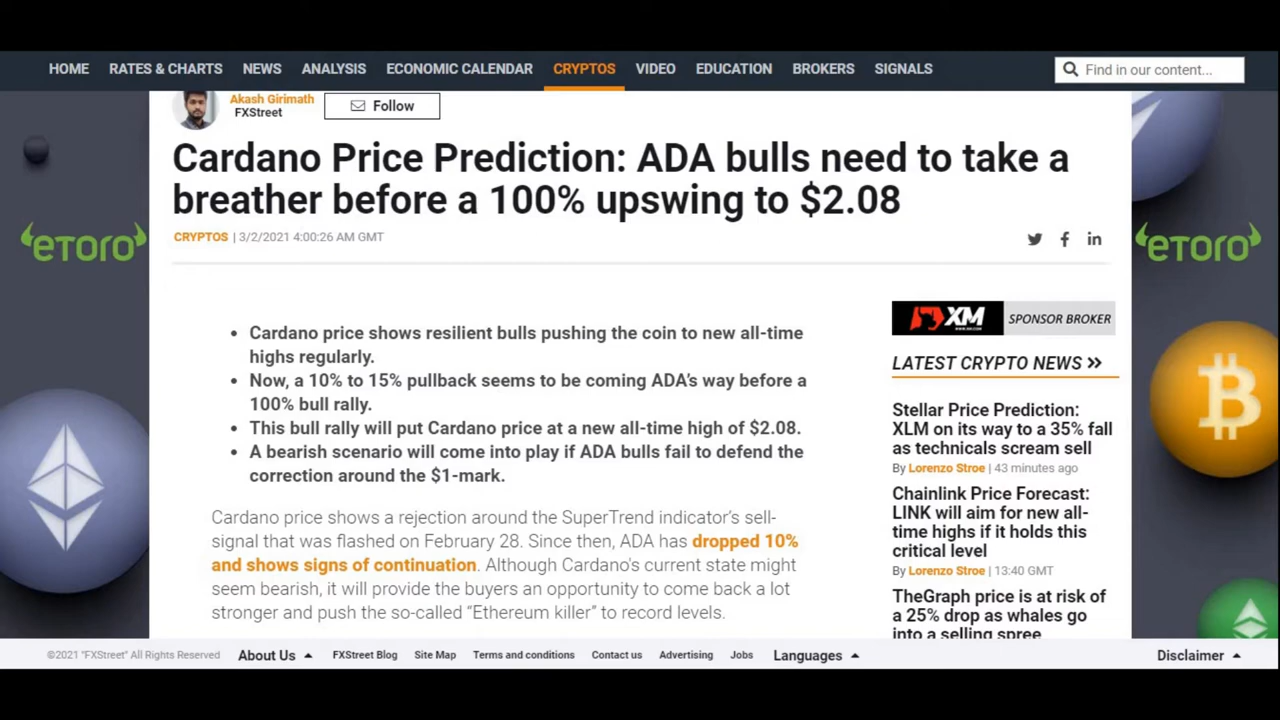 HOME RATES & CHARTS NEWS ANALYSIS ECONOMIC CALENDAR CRYPTOS VIDEO EDUCATION BROKERS SIGNALS Find in our content...
Akash Girimath
FXStreet
Follow
Cardano Price Prediction: ADA bulls need to take a
breather before a 100% upswing to $2.08
CRYPTOS | 3/2/2021 4:00:26 AM GMT
eToro
eToro
• Cardano price shows resilient bulls pushing the coin to new all-time
highs regularly.
• Now, a 10% to 15% pullback seems to be coming ADA's way before a
100% bull rally.
• This bull rally will put Cardano price at a new all-time high of $2.08.
• A bearish scenario will come into play if ADA bulls fail to defend the
correction around the $1-mark.
Cardano price shows a rejection around the SuperTrend indicator's sell-
signal that was flashed on February 28. Since then, ADA has dropped 10%
and shows signs of continuation. Although Cardano's current state might
seem bearish, it will provide the buyers an opportunity to come back a lot
stronger and push the so-called “Ethereum killer” to record levels.
XM SPONSOR BROKER
LATEST CRYPTO NEWS >>
Stellar Price Prediction:
XLM on its way to a 35% fall
as technicals scream sell
By Lorenzo Stroe | 43 minutes ago
Chainlink Price Forecast:
LINK will aim for new all-
time highs if it holds this
critical level
By Lorenzo Stroe | 13:40 GMT
TheGraph price is at risk of
a 25% drop as whales go
into a selling spree
©2021 "FXStreet" All Rights Reserved About Us FXStreet Blog Site Map Terms and conditions Contact us Advertising Jobs Languages Disclaimer